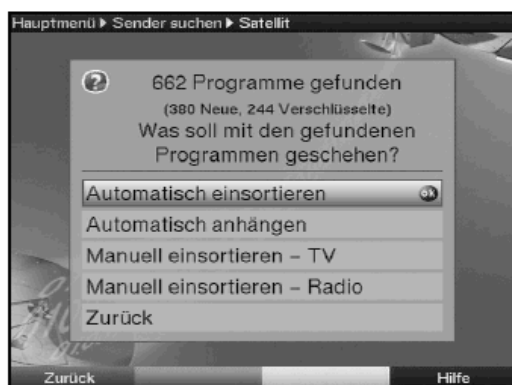 Hauptmenü ▶ Sender suchen ▶ Satellit
662 Programme gefunden
(380 Neue, 244 Verschlüsselte)
Was soll mit den gefundenen
Programmen geschehen?
Automatisch einsortieren ok
Automatisch anhängen
Manuell einsortieren – TV
Manuell einsortieren – Radio
Zurück
Zurück Hilfe